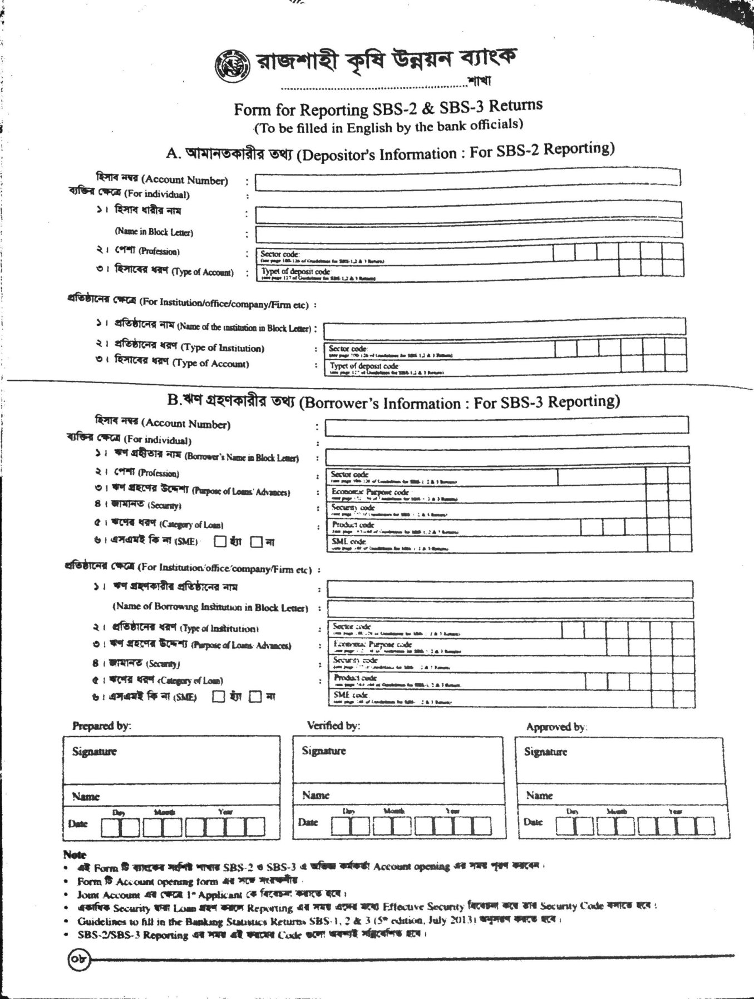 রাজশাহী কৃষি উন্নয়ন ব্যাংক
................................................................শাখা
Form for Reporting SBS-2 & SBS-3 Returns
(To be filled in English by the bank officials)
A. আমানতকারীর তথ্য (Depositor's Information : For SBS-2 Reporting)
হিসাব নম্বর (Account Number) :
ব্যক্তির ক্ষেত্রে (For individual) :
১। হিসাব ধারীর নাম :
(Name in Block Letter) :
২। পেশা (Profession) : Sector code:
(see page 100-126 of Guidelines for SBS-1,2 & 3 Returns)
৩। হিসাবের ধরণ (Type of Account) : Typet of deposit code
(see page 127 of Guidelines for SBS-1,2 & 3 Returns)
প্রতিষ্ঠানের ক্ষেত্রে (For Institution/office/company/Firm etc) :
১। প্রতিষ্ঠানের নাম (Name of the institution in Block Letter) :
২। প্রতিষ্ঠানের ধরণ (Type of Institution) : Sector code
(see page 100-126 of Guidelines for SBS-1,2 & 3 Returns)
৩। হিসাবের ধরণ (Type of Account) : Typet of deposit code
(see page 127 of Guidelines for SBS-1,2 & 3 Returns)
B.ঋণ গ্রহণকারীর তথ্য (Borrower's Information : For SBS-3 Reporting)
হিসাব নম্বর (Account Number) :
ব্যক্তির ক্ষেত্রে (For individual) :
১। ঋণ গ্রহীতার নাম (Borrower's Name in Block Letter) :
২। পেশা (Profession) : Sector code
৩। ঋণ গ্রহণের উদ্দেশ্য (Purpose of Loans/Advances) : Economic Purpose code
৪। জামানত (Security) : Security code
৫। ঋণের ধরণ (Category of Loan) : Product code
৬। এসএমই কি না (SME) হ্যাঁ না SME code
প্রতিষ্ঠানের ক্ষেত্রে (For Institution/office/company/Firm etc) :
১। ঋণ গ্রহণকারীর প্রতিষ্ঠানের নাম :
(Name of Borrowing Institution in Block Letter) :
২। প্রতিষ্ঠানের ধরণ (Type of Institution) : Sector code
৩। ঋণ গ্রহণের উদ্দেশ্য (Purpose of Loans/Advances) : Economic Purpose code
৪। জামানত (Security) : Security code
৫। ঋণের ধরণ (Category of Loan) : Product code
৬। এসএমই কি না (SME) হ্যাঁ না SME code
Prepared by: Verified by: Approved by:
Signature Signature Signature
Name Name Name
Day Month Year Day Month Year Day Month Year
Date Date Date
Note
• এই Form টি ব্যাংকের সংশ্লিষ্ট শাখার SBS-2 ও SBS-3 এ অভিজ্ঞ কর্মকর্তা Account opening এর সময় পূরণ করবেন।
• Form টি Account opening form এর সঙ্গে সংরক্ষণীয়।
• Joint Account এর ক্ষেত্রে 1st Applicant কে বিবেচনা করতে হবে।
• একাধিক Security দ্বারা Loan গ্রহণ করলে Reporting এর সময় এদের মধ্যে Effective Security বিবেচনা করে তার Security Code বসাতে হবে।
• Guidelines to fill in the Banking Statistics Returns SBS-1, 2 & 3 (5th edition, July 2013) অনুসরণ করতে হবে।
• SBS-2/SBS-3 Reporting এর সময় এই ফরমের Code গুলো অবশ্যই সন্নিবেশিত হবে।
০৮